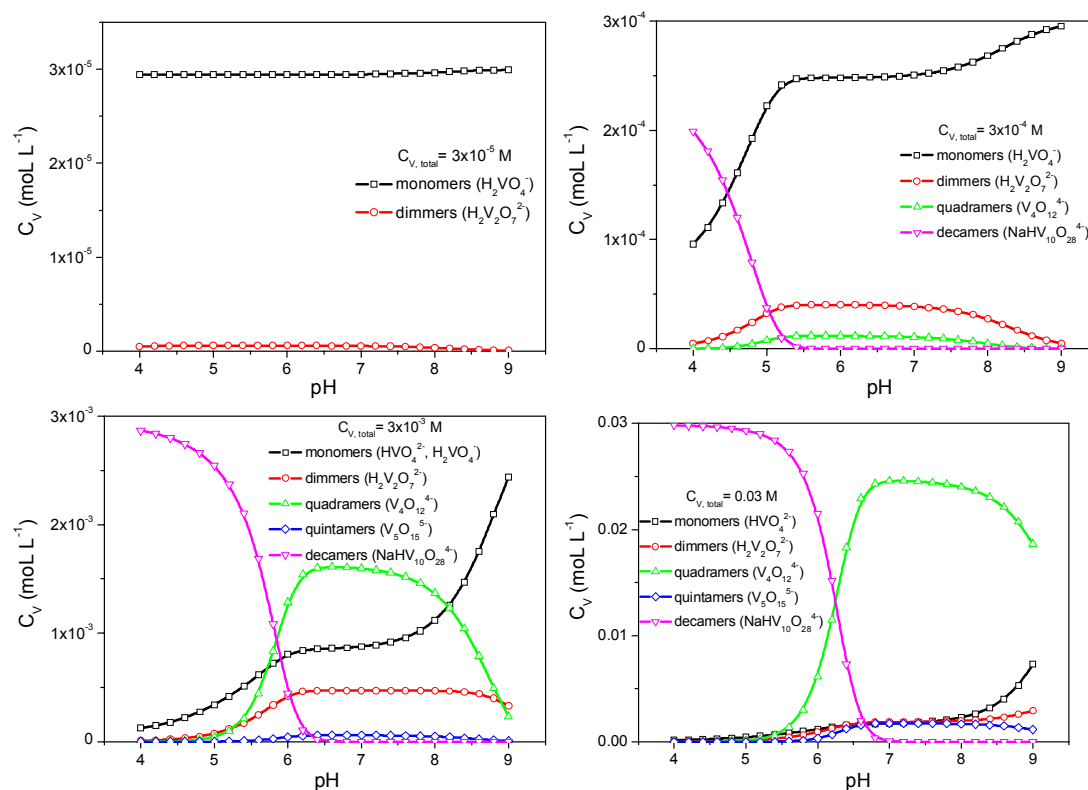 3x10⁻⁵
2x10⁻⁵
1x10⁻⁵
0
C_V (moL L⁻¹)
C_V, total = 3x10⁻⁵ M
monomers (H₂VO₄⁻)
dimmers (H₂V₂O₇²⁻)
4 5 6 7 8 9
pH
3x10⁻⁴
2x10⁻⁴
1x10⁻⁴
0
C_V (moL L⁻¹)
C_V, total = 3x10⁻⁴ M
monomers (H₂VO₄⁻)
dimmers (H₂V₂O₇²⁻)
quadramers (V₄O₁₂⁴⁻)
decamers (NaHV₁₀O₂₈⁴⁻)
4 5 6 7 8 9
pH
3x10⁻³
2x10⁻³
1x10⁻³
0
C_V (moL L⁻¹)
C_V, total = 3x10⁻³ M
monomers (HVO₄²⁻, H₂VO₄⁻)
dimmers (H₂V₂O₇²⁻)
quadramers (V₄O₁₂⁴⁻)
quintamers (V₅O₁₅⁵⁻)
decamers (NaHV₁₀O₂₈⁴⁻)
4 5 6 7 8 9
pH
0.03
0.02
0.01
0.00
C_V (moL L⁻¹)
C_V, total = 0.03 M
monomers (HVO₄²⁻)
dimmers (H₂V₂O₇²⁻)
quadramers (V₄O₁₂⁴⁻)
quintamers (V₅O₁₅⁵⁻)
decamers (NaHV₁₀O₂₈⁴⁻)
4 5 6 7 8 9
pH